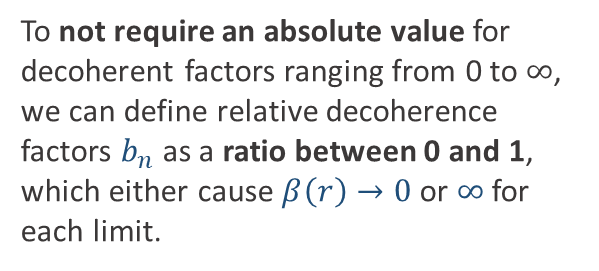 To not require an absolute value for
decoherent factors ranging from 0 to ∞,
we can define relative decoherence
factors bₙ as a ratio between 0 and 1,
which either cause β(r) → 0 or ∞ for
each limit.